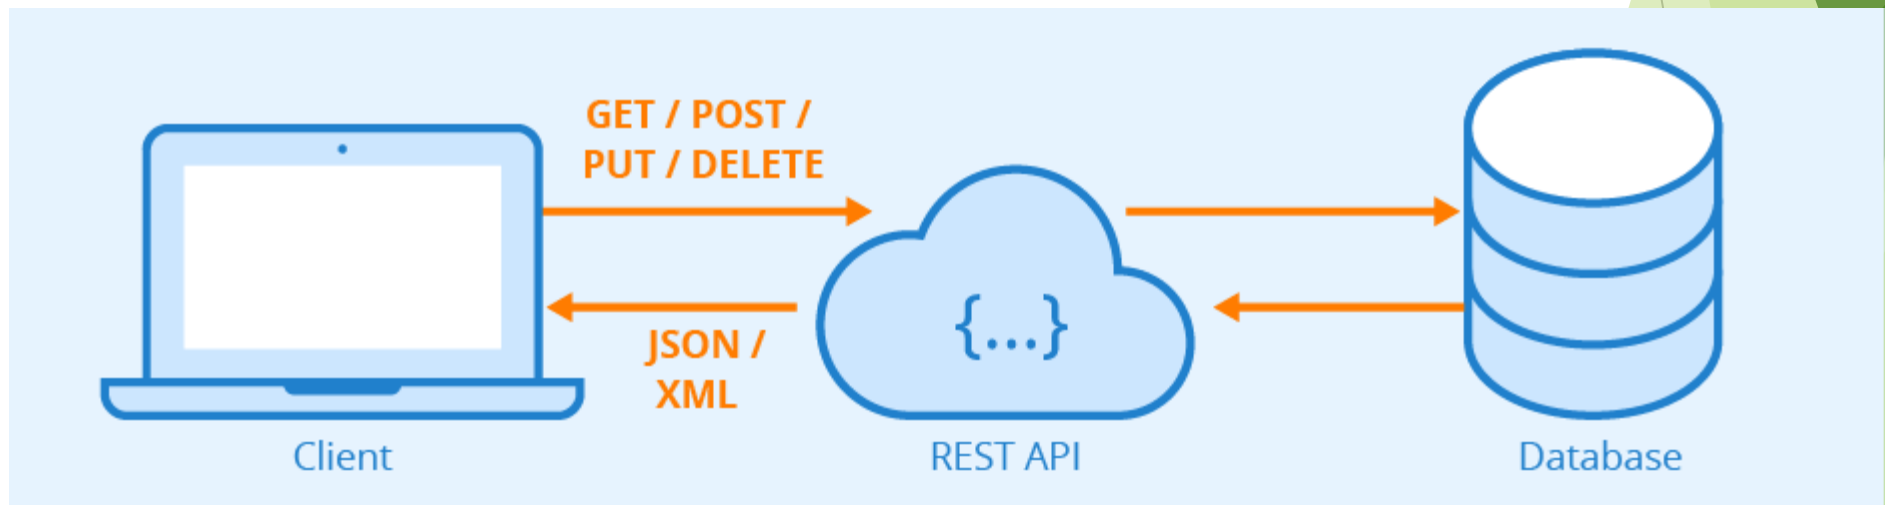 GET / POST /
PUT / DELETE
{...}
JSON /
XML
Client
REST API
Database